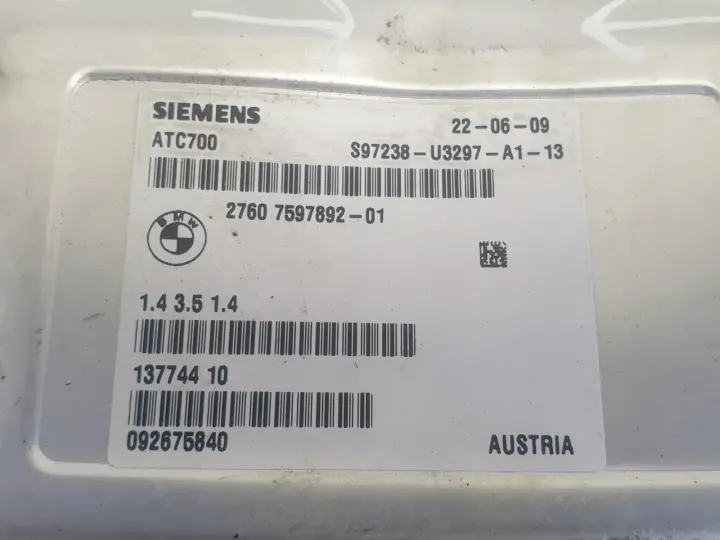 SIEMENS
22-06-09
ATC700
S97238-U3297-A1-13
2760 7597892-01
BMW
1.4 3.5 1.4
137744 10
092675840
AUSTRIA